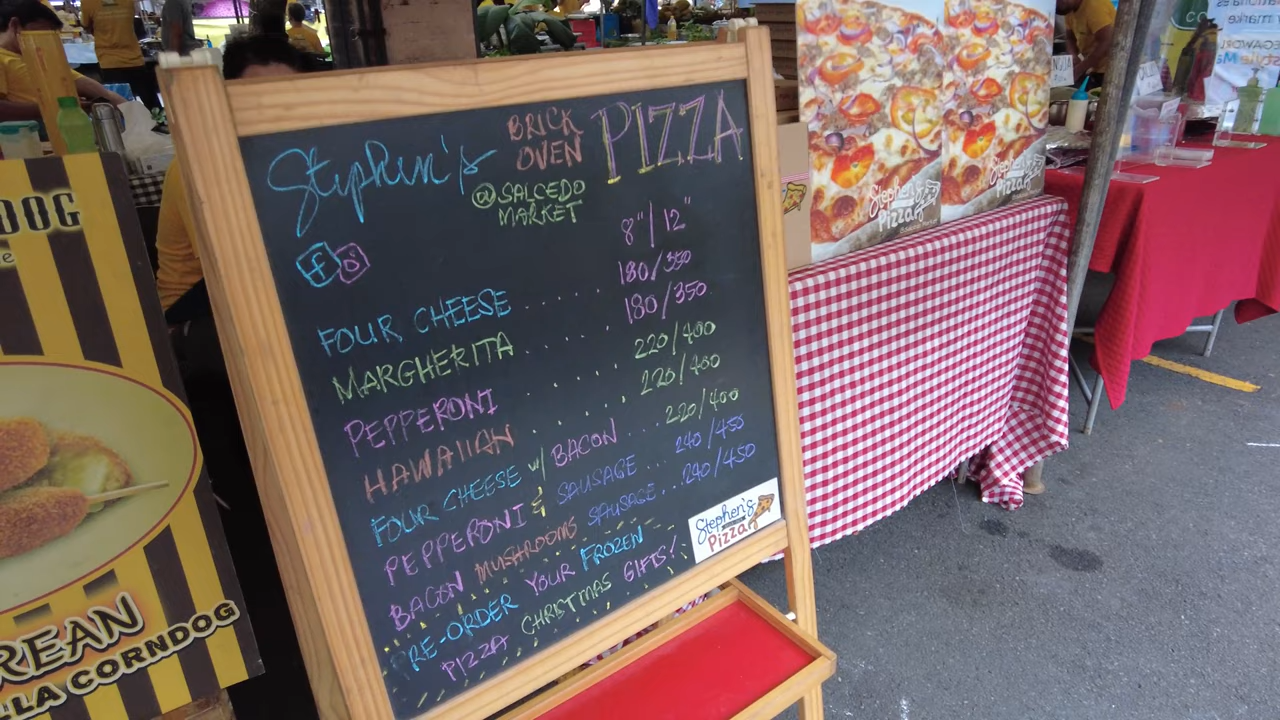 Stephen's BRICK OVEN PIZZA
@SALCEDO MARKET
8"/12"
FOUR CHEESE ..... 180/350
MARGHERITA ..... 180/350
PEPPERONI ..... 220/400
HAWAIIAN ..... 220/400
FOUR CHEESE w/ BACON ... 220/400
PEPPERONI & SAUSAGE ... 240/450
BACON MUSHROOMS SAUSAGE ... 240/450
PRE-ORDER YOUR FROZEN
PIZZA CHRISTMAS GIFTS!
Stephen's
Pizza
DOG
REAN
LLA CORNDOG
Stephen's
Pizza
Stephen's
Pizza